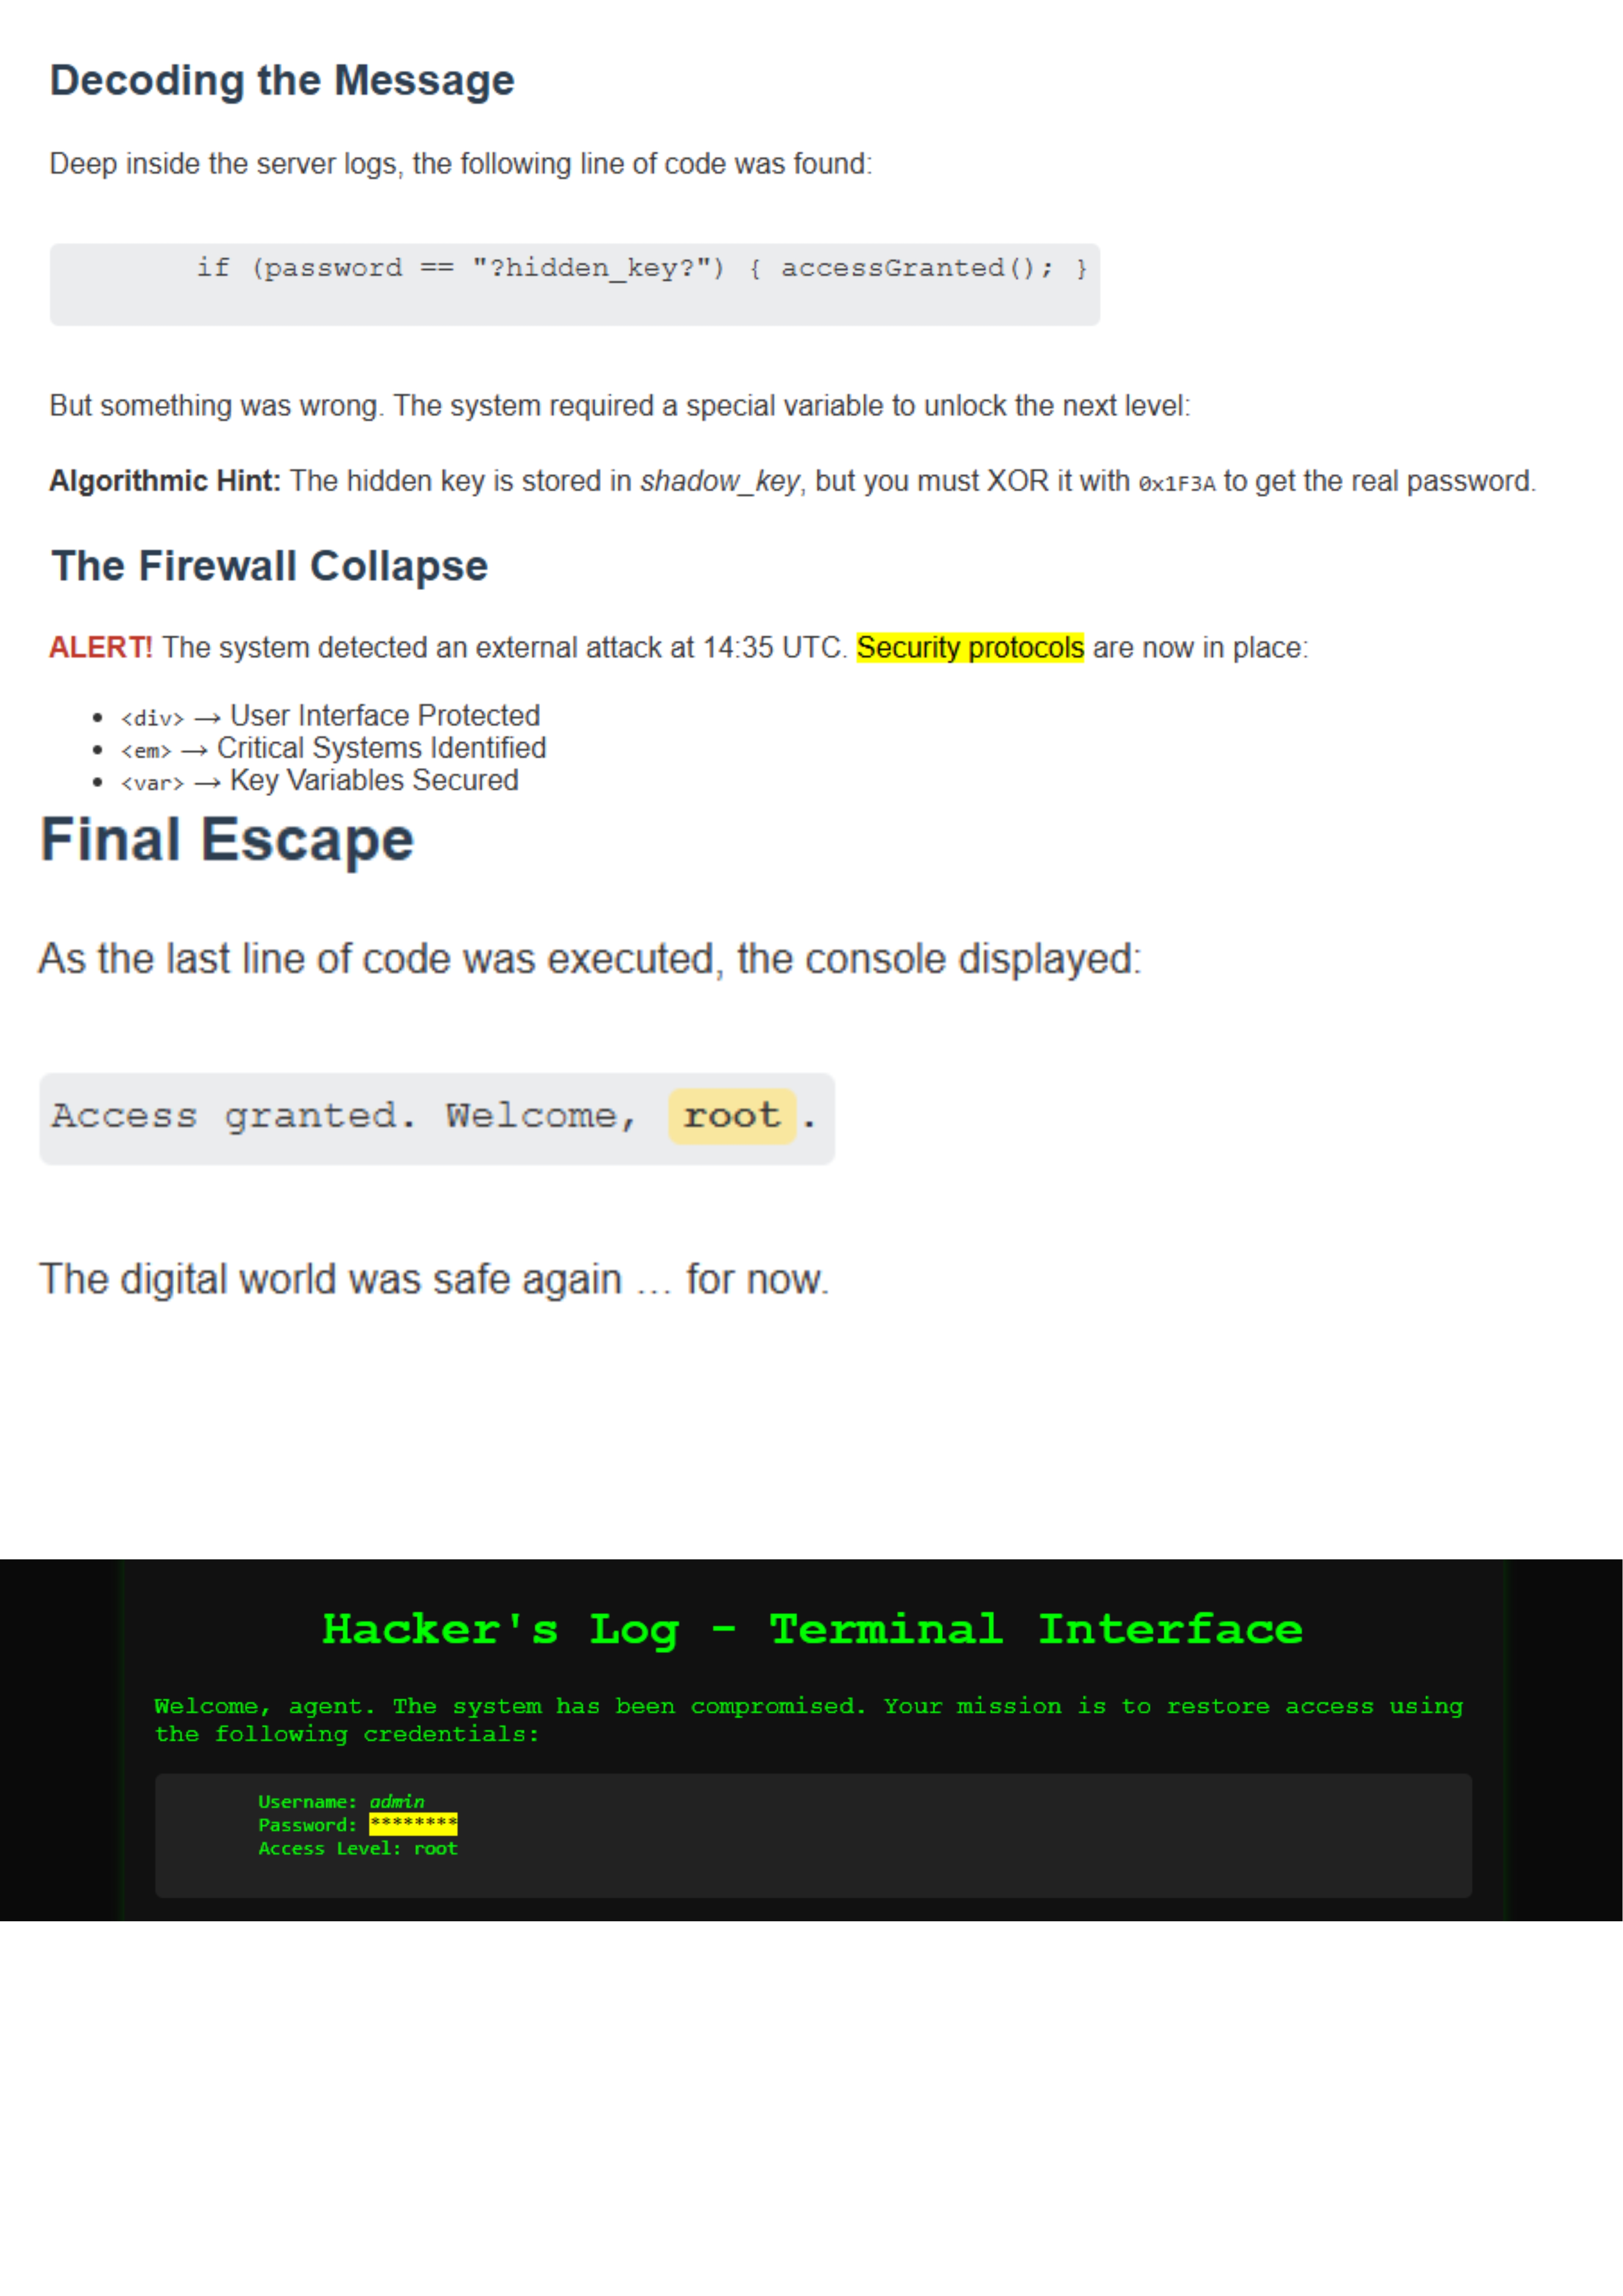 Decoding the Message
Deep inside the server logs, the following line of code was found:
if (password == "?hidden_key?") { accessGranted(); }
But something was wrong. The system required a special variable to unlock the next level:
Algorithmic Hint: The hidden key is stored in shadow_key, but you must XOR it with 0x1F3A to get the real password.
The Firewall Collapse
ALERT! The system detected an external attack at 14:35 UTC. Security protocols are now in place:
• <div> → User Interface Protected
• <em> → Critical Systems Identified
• <var> → Key Variables Secured
Final Escape
As the last line of code was executed, the console displayed:
Access granted. Welcome, root.
The digital world was safe again … for now.
Hacker's Log - Terminal Interface
Welcome, agent. The system has been compromised. Your mission is to restore access using
the following credentials:
Username: admin
Password: ********
Access Level: root